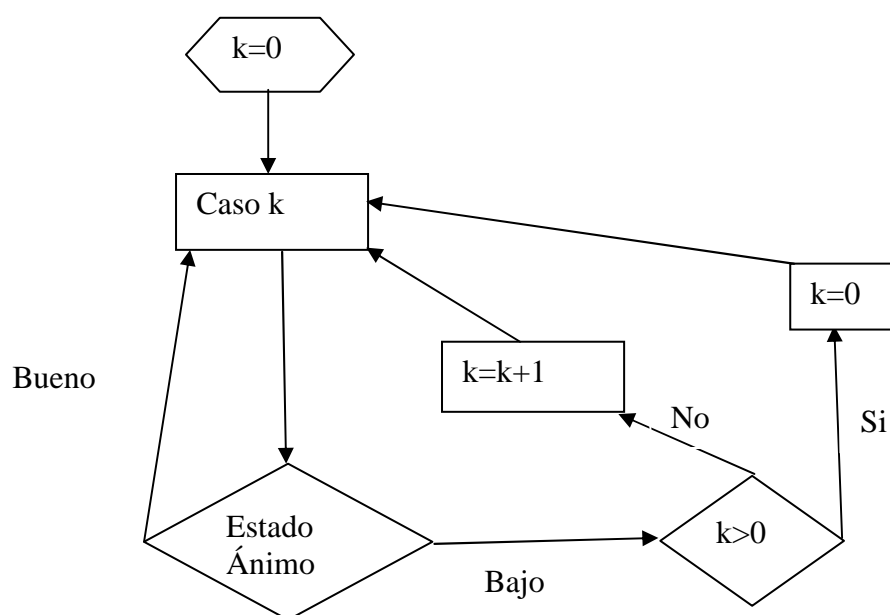 k=0
Caso k
k=0
k=k+1
Bueno
No
Si
Estado
Ánimo
k>0
Bajo